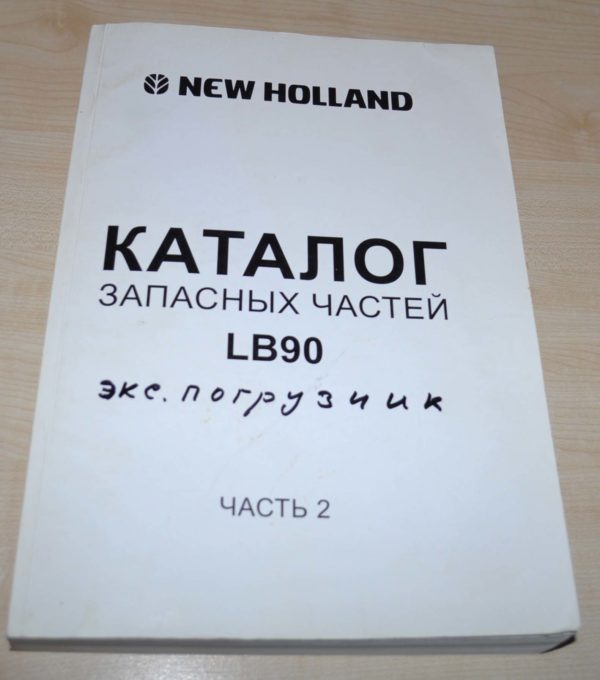 NEW HOLLAND
КАТАЛОГ
ЗАПАСНЫХ ЧАСТЕЙ
LB90
экс. погрузчик
ЧАСТЬ 2